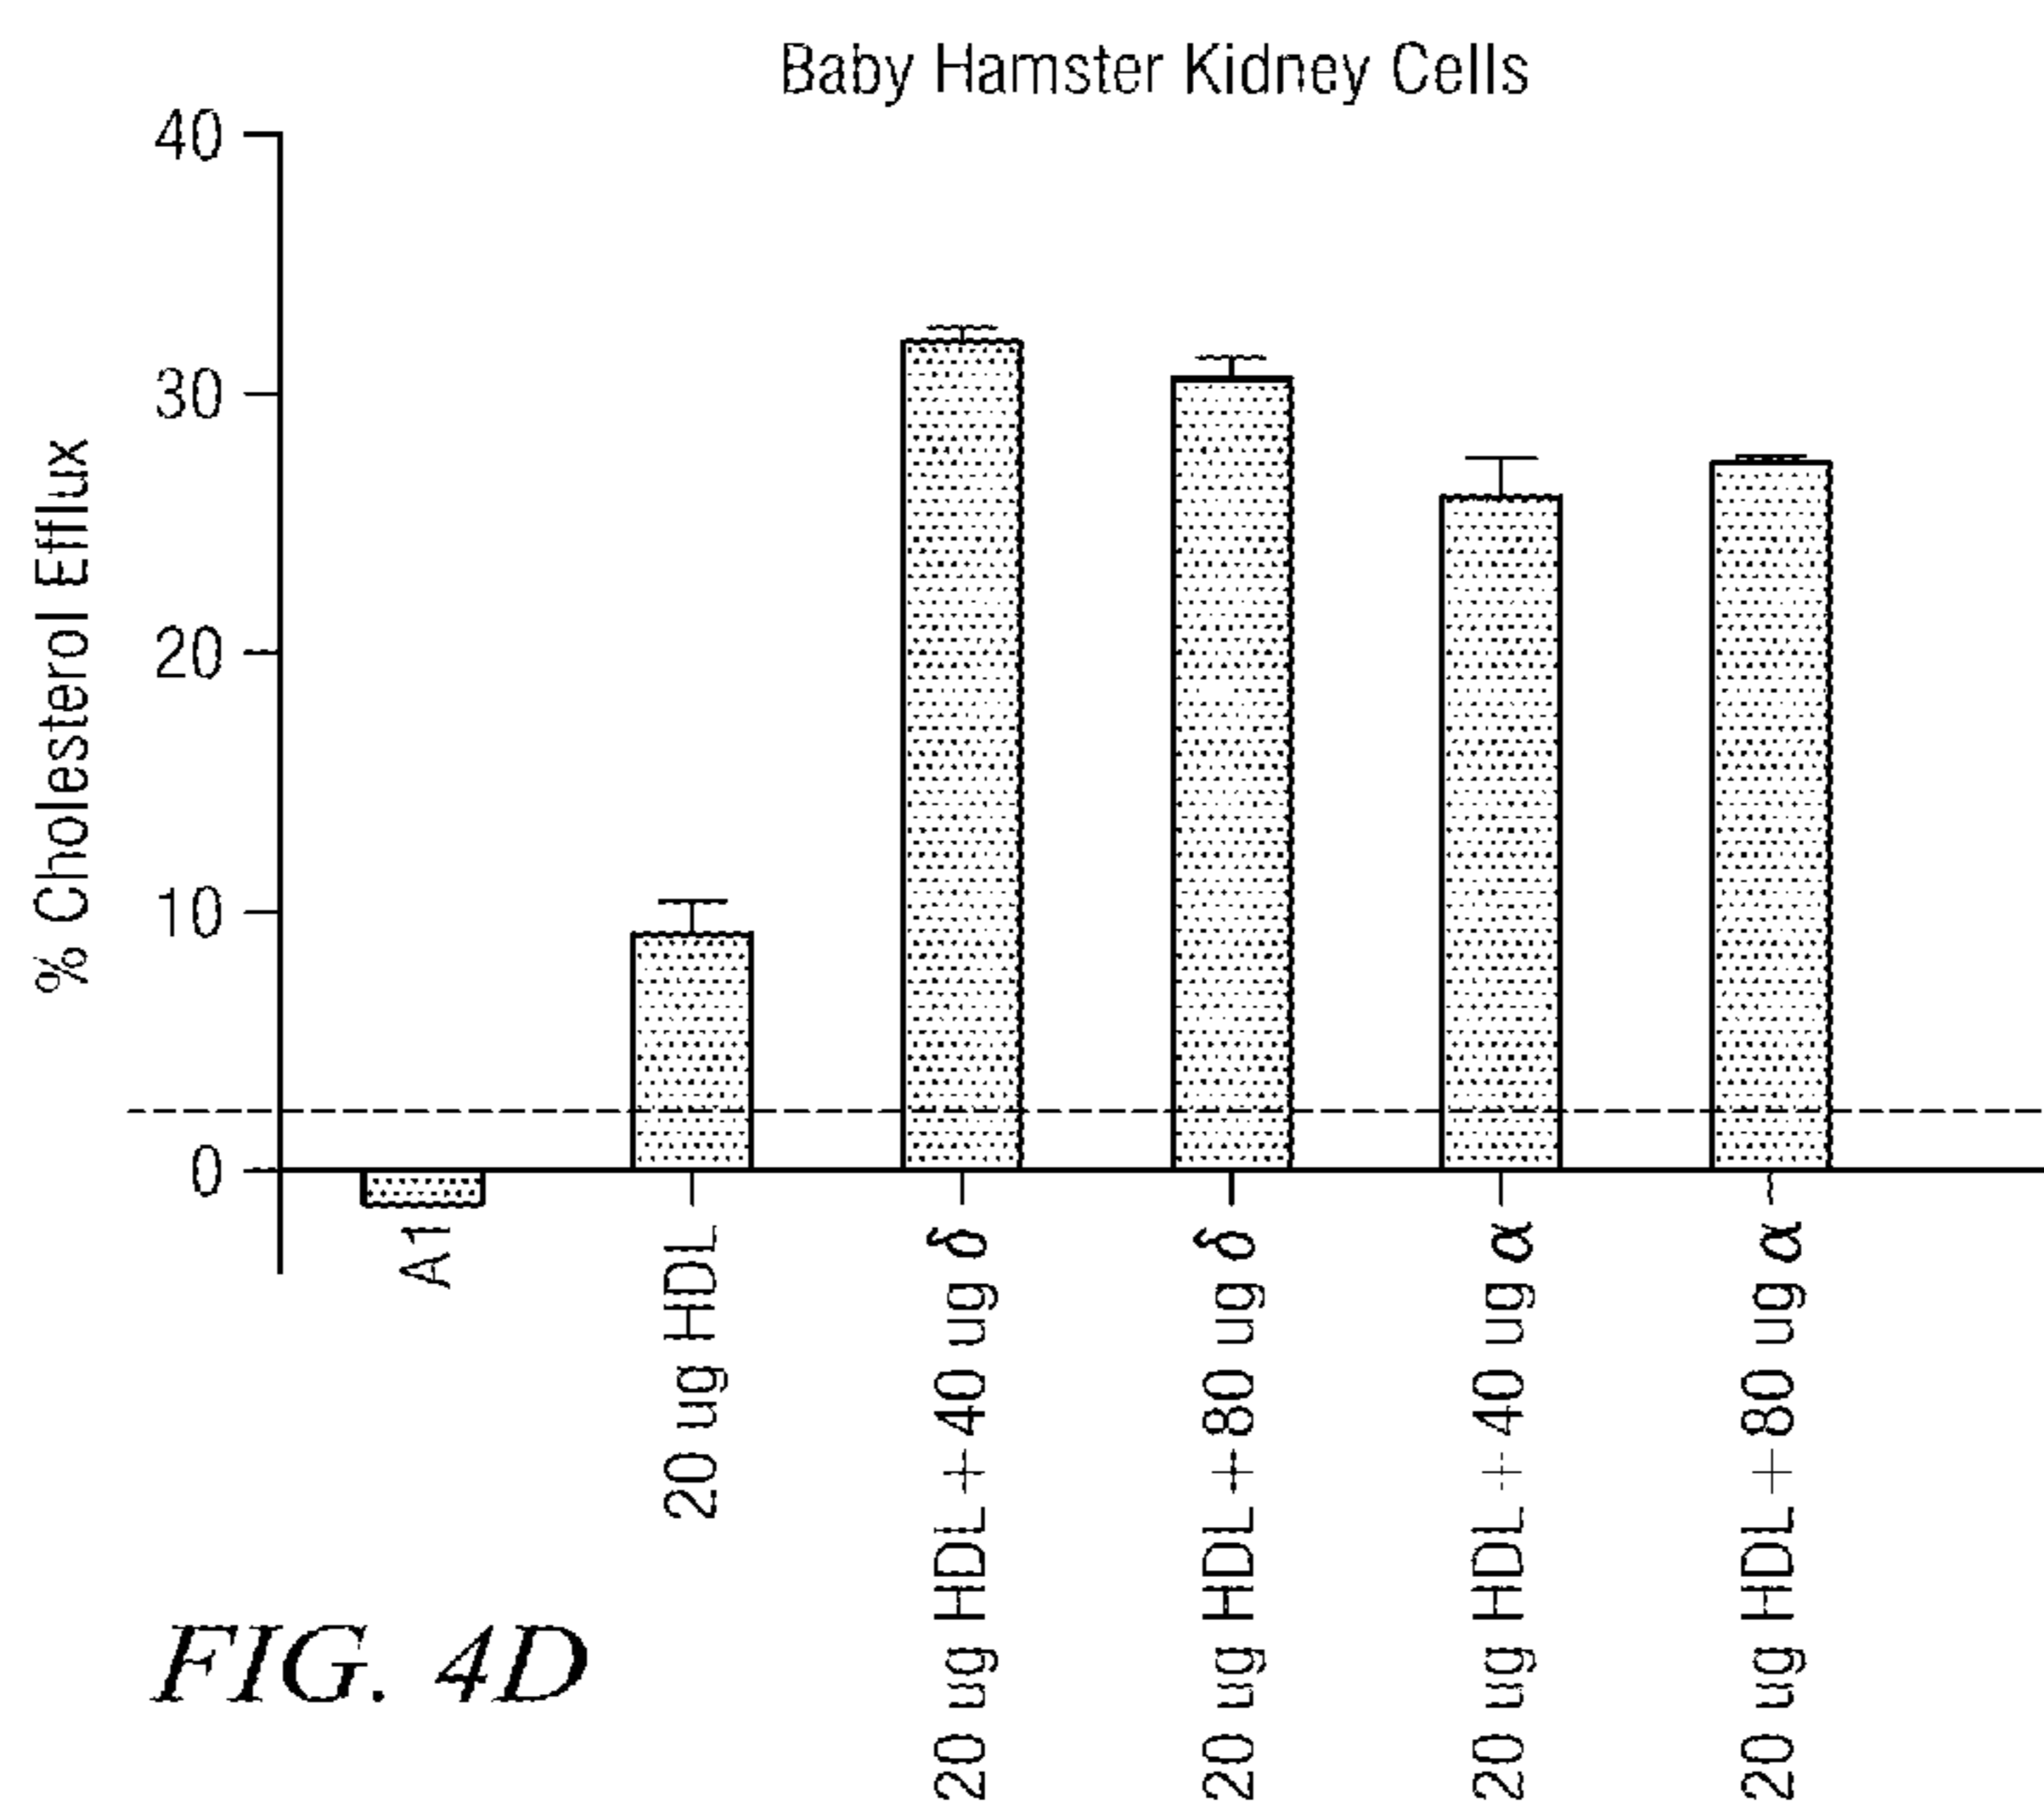 Baby Hamster Kidney Cells
% Cholesterol Efflux
40
30
20
10
0
A1
20 ug HDL
20 ug HDL + 40 ug δ
20 ug HDL + 80 ug δ
20 ug HDL + 40 ug α
20 ug HDL + 80 ug α
FIG. 4D